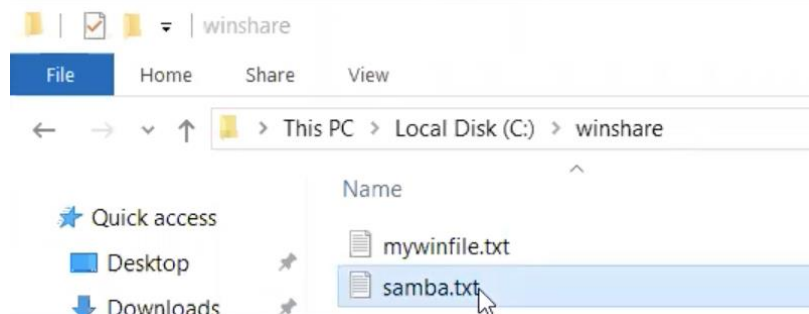 winshare
File Home Share View
This PC > Local Disk (C:) > winshare
Name
Quick access
mywinfile.txt
Desktop
samba.txt
Downloads